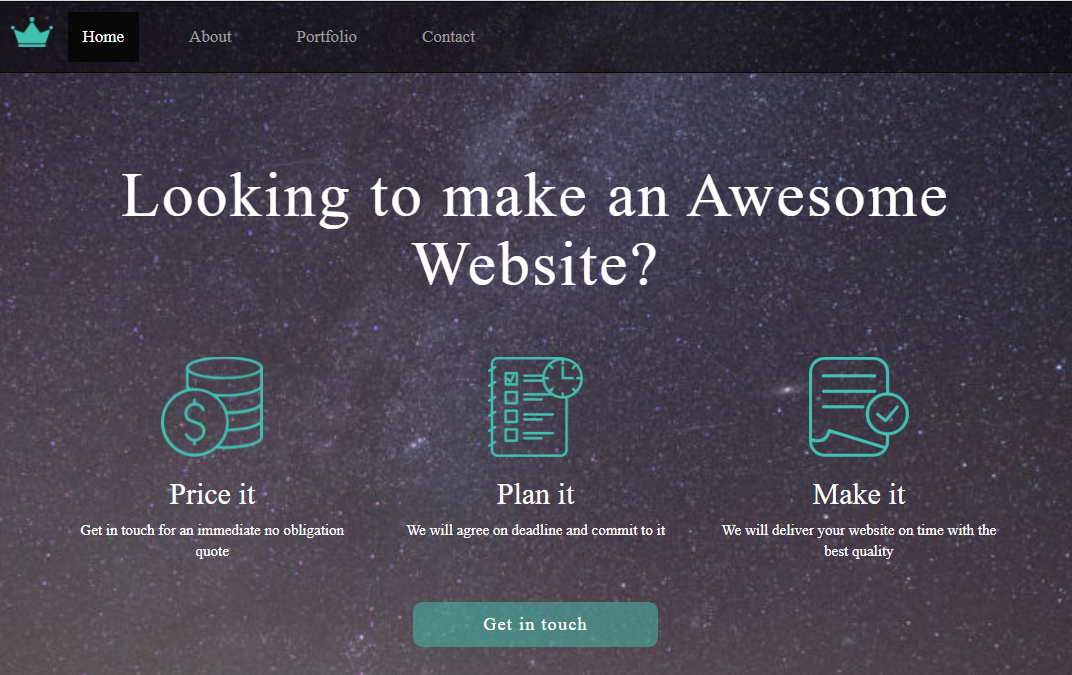 Home About Portfolio Contact
Looking to make an Awesome
Website?
$
Price it
Plan it
Make it
Get in touch for an immediate no obligation
quote
We will agree on deadline and commit to it
We will deliver your website on time with the
best quality
Get in touch